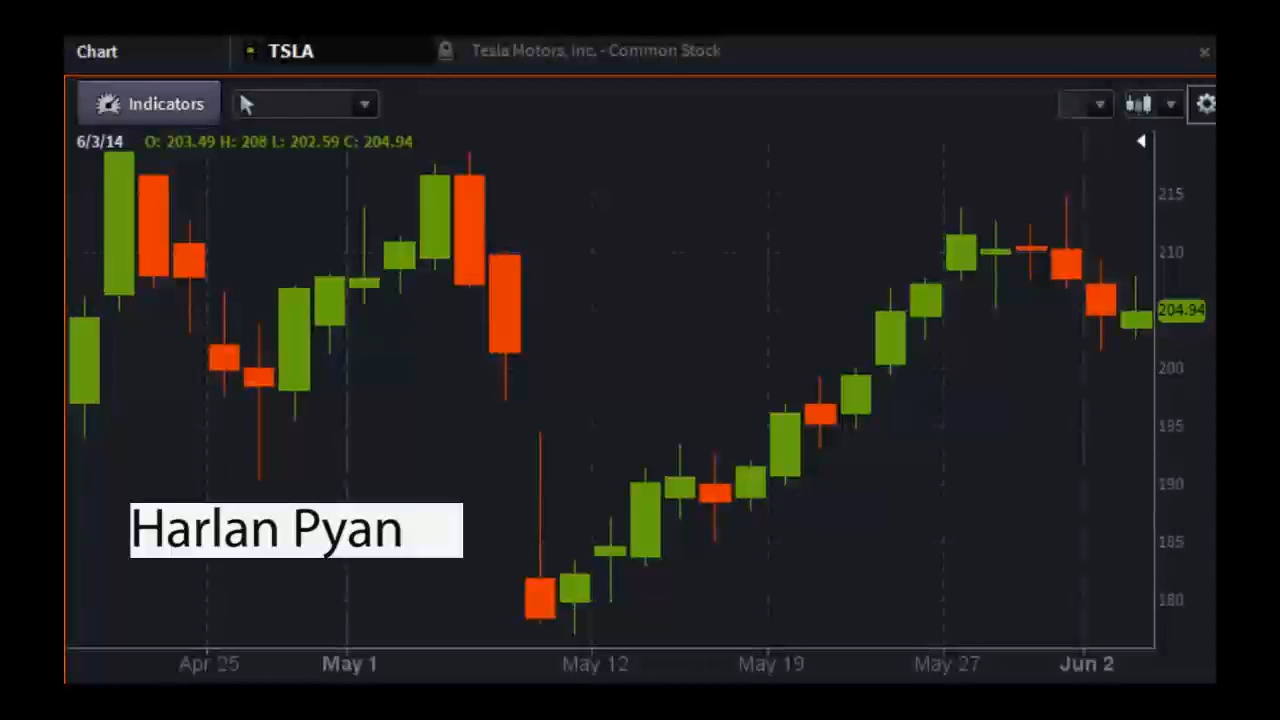 Chart TSLA Tesla Motors, Inc. - Common Stock ×
Indicators
6/3/14 O: 203.49 H: 208 L: 202.59 C: 204.94
215
210
204.94
200
195
190
185
180
Harlan Pyan
Apr 25 May 1 May 12 May 19 May 27 Jun 2